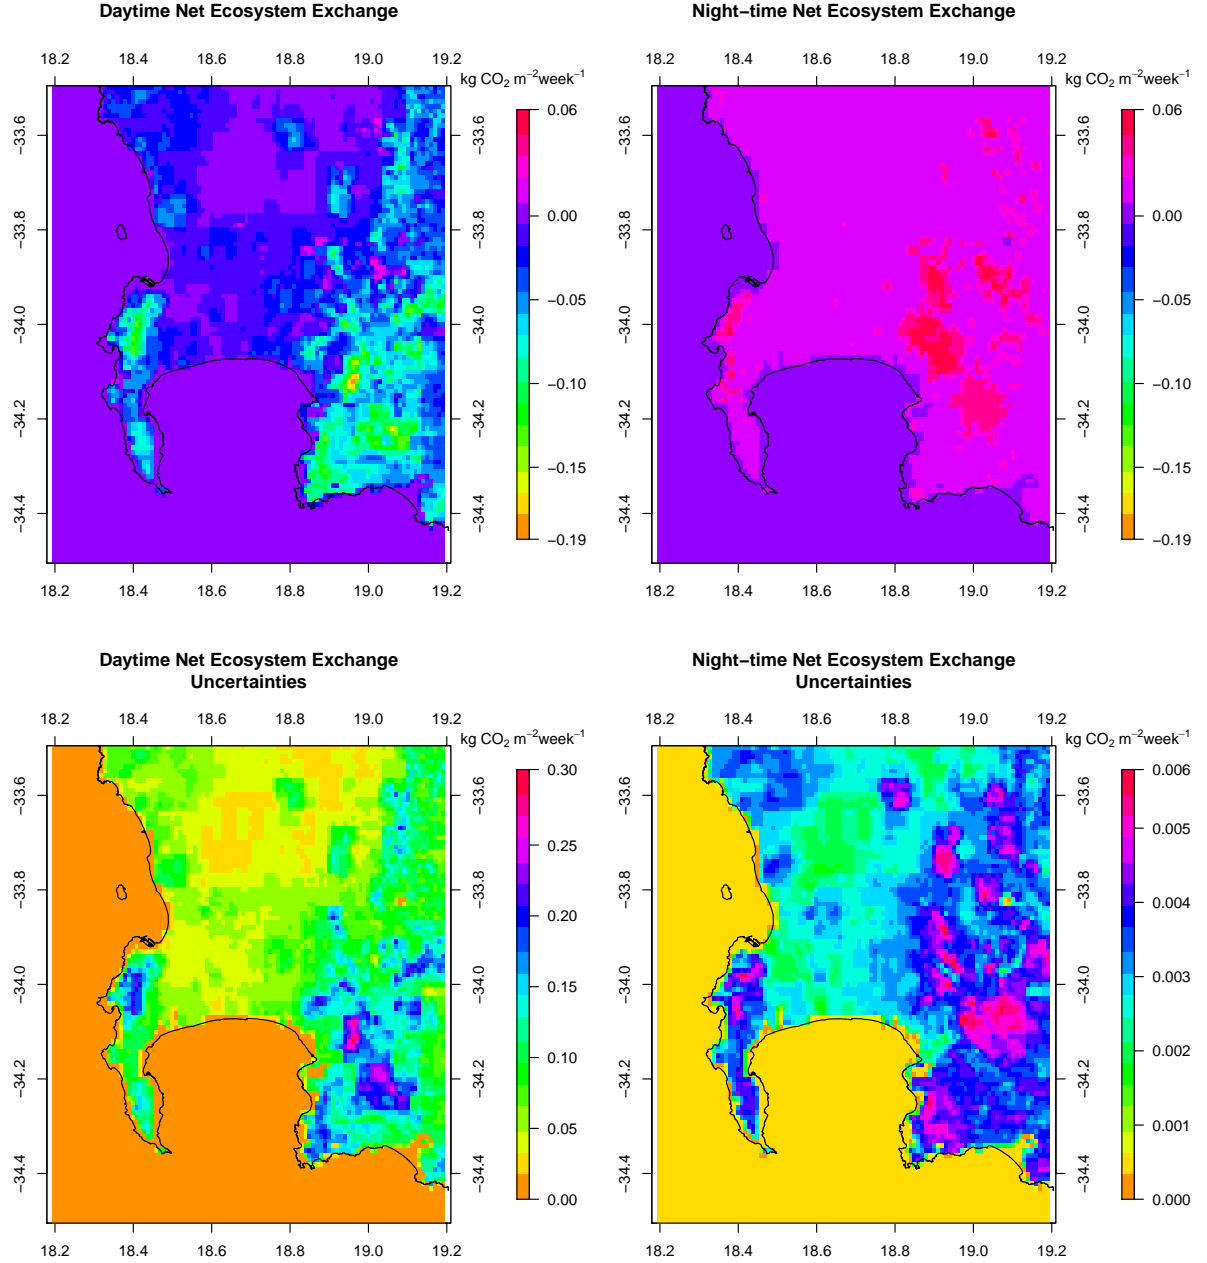 Daytime Net Ecosystem Exchange
18.2 18.4 18.6 18.8 19.0 19.2
kg CO₂ m⁻²week⁻¹
−33.6 −33.8 −34.0 −34.2 −34.4
−33.6 −33.8 −34.0 −34.2 −34.4
0.06
0.00
−0.05
−0.10
−0.15
−0.19
18.2 18.4 18.6 18.8 19.0 19.2
Night−time Net Ecosystem Exchange
18.2 18.4 18.6 18.8 19.0 19.2
kg CO₂ m⁻²week⁻¹
−33.6 −33.8 −34.0 −34.2 −34.4
−33.6 −33.8 −34.0 −34.2 −34.4
0.06
0.00
−0.05
−0.10
−0.15
−0.19
18.2 18.4 18.6 18.8 19.0 19.2
Daytime Net Ecosystem Exchange
Uncertainties
18.2 18.4 18.6 18.8 19.0 19.2
kg CO₂ m⁻²week⁻¹
−33.6 −33.8 −34.0 −34.2 −34.4
−33.6 −33.8 −34.0 −34.2 −34.4
0.30
0.25
0.20
0.15
0.10
0.05
0.00
18.2 18.4 18.6 18.8 19.0 19.2
Night−time Net Ecosystem Exchange
Uncertainties
18.2 18.4 18.6 18.8 19.0 19.2
kg CO₂ m⁻²week⁻¹
−33.6 −33.8 −34.0 −34.2 −34.4
−33.6 −33.8 −34.0 −34.2 −34.4
0.006
0.005
0.004
0.003
0.002
0.001
0.000
18.2 18.4 18.6 18.8 19.0 19.2